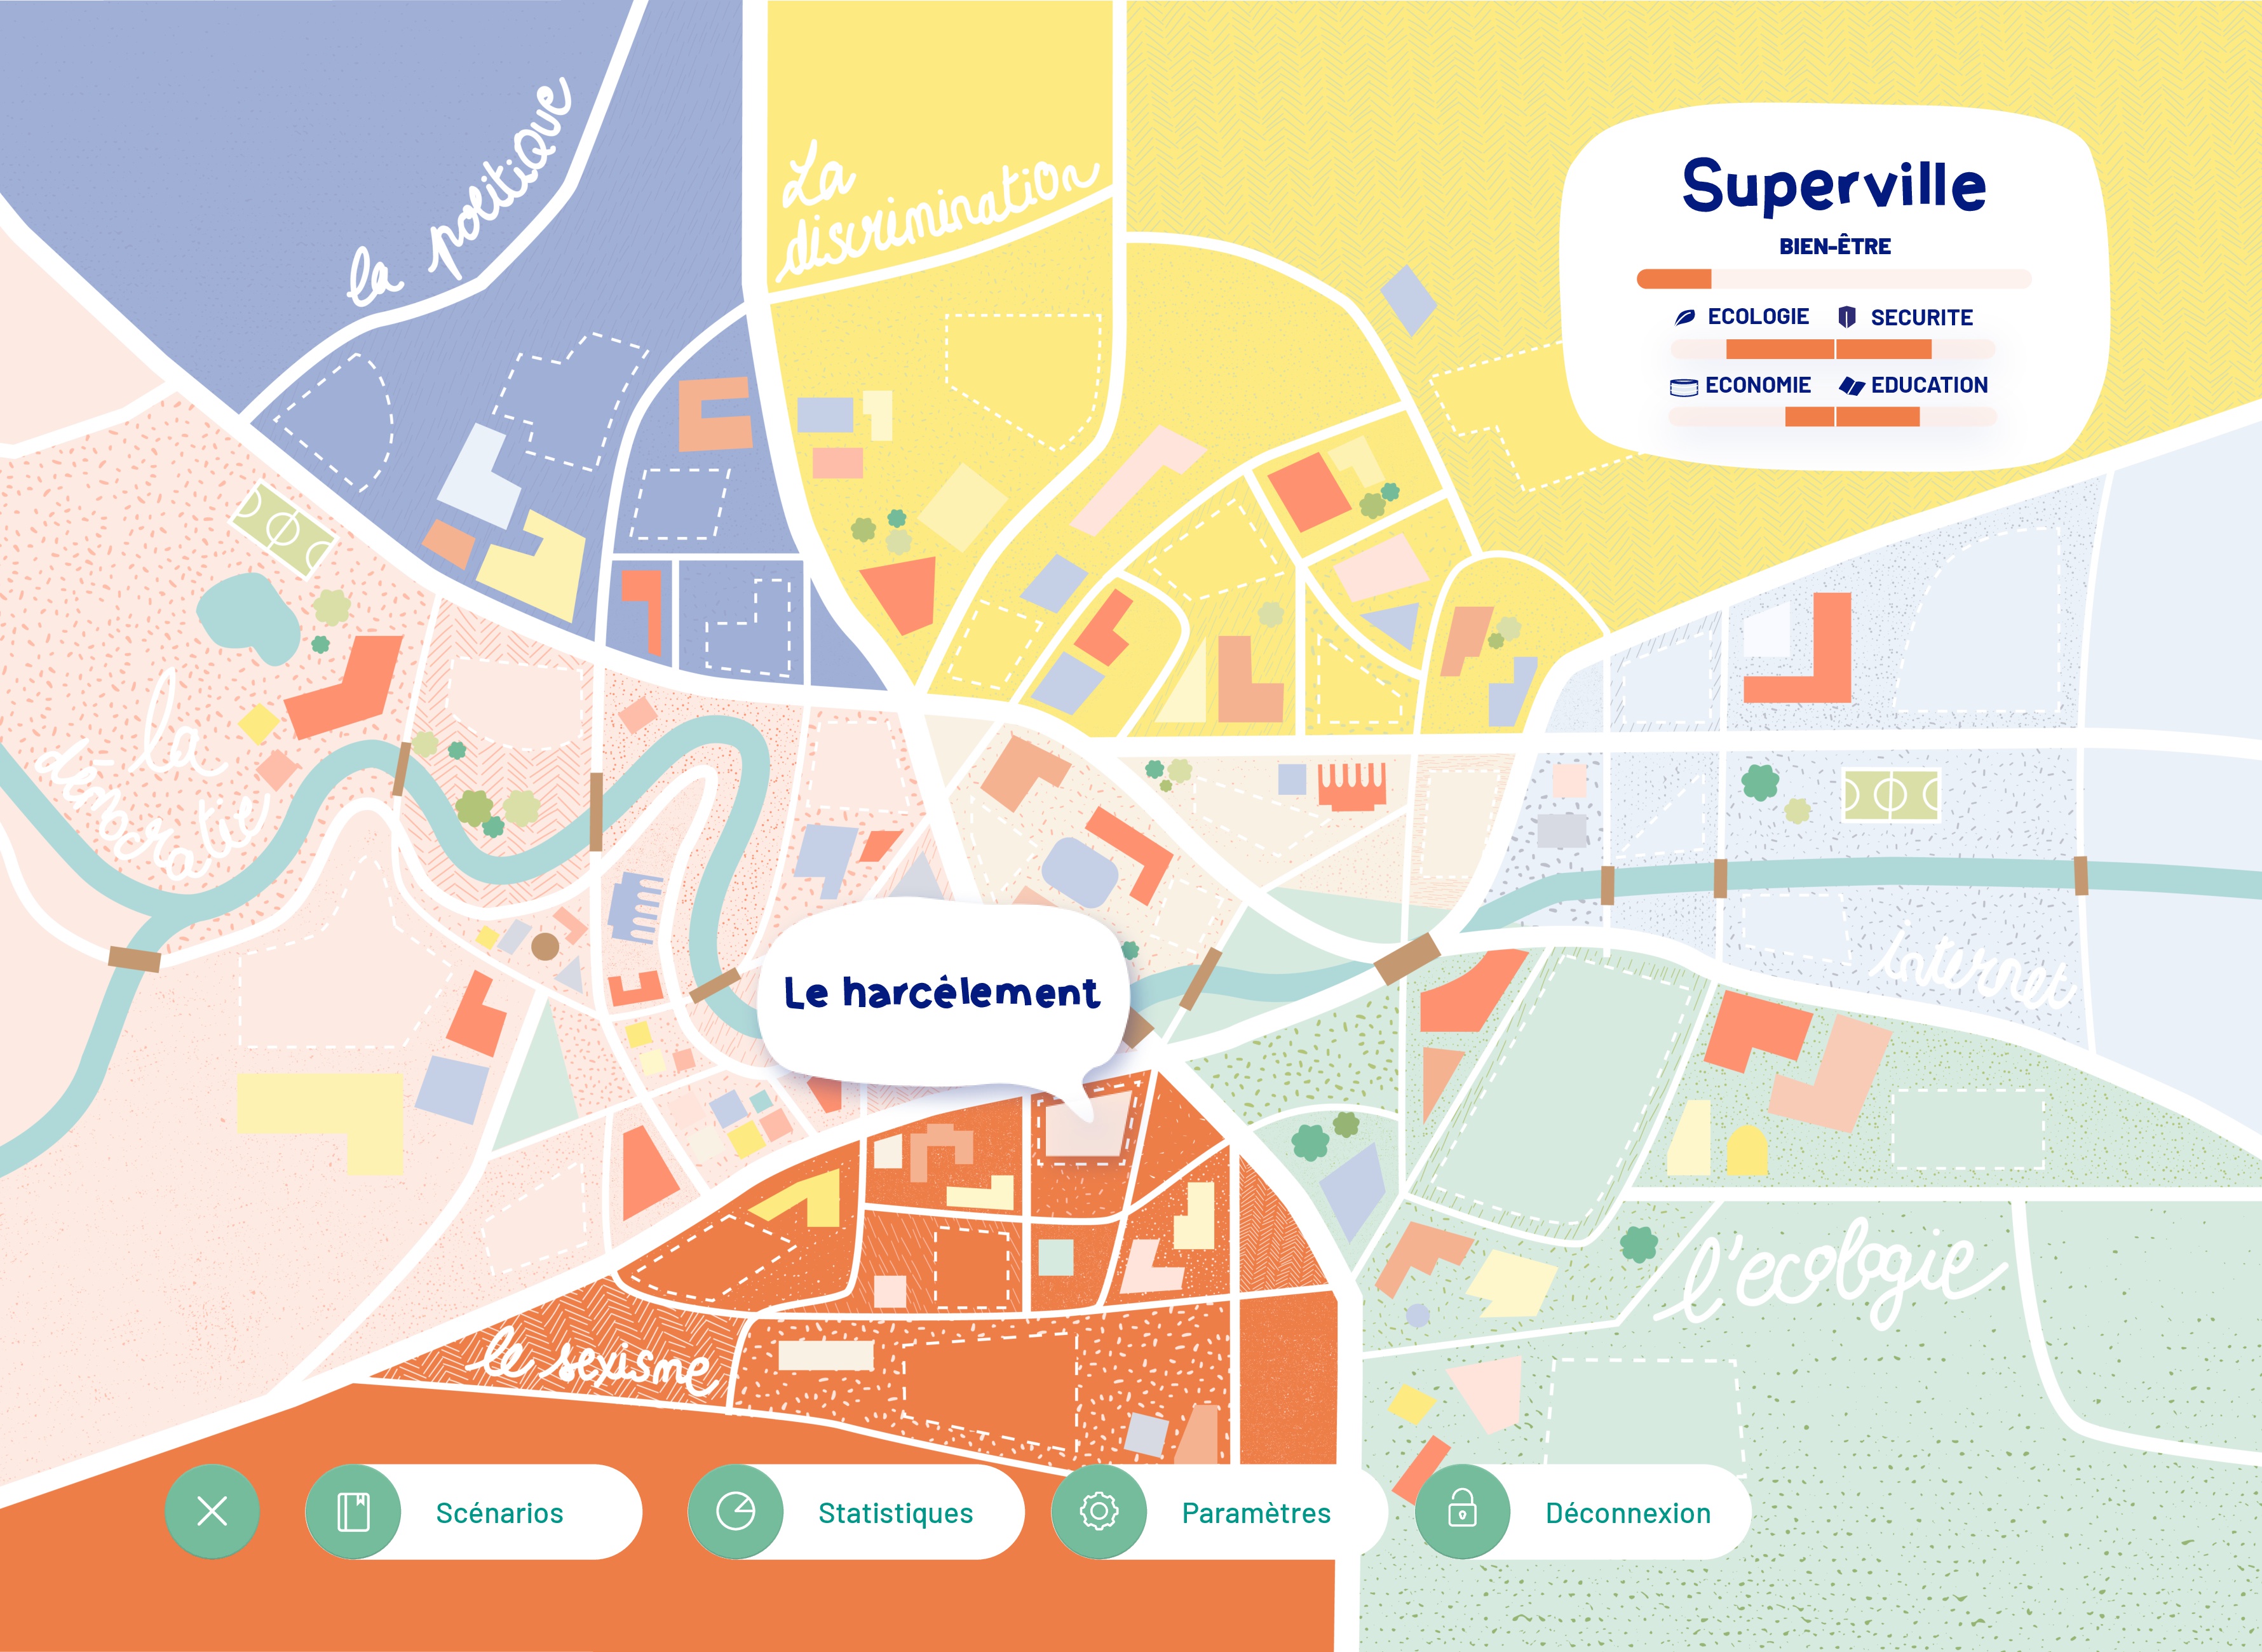 la politique
La
discrimination
Superville
BIEN-ÊTRE
ECOLOGIE SECURITE
ECONOMIE EDUCATION
la
démocratie
Le harcèlement
internet
l'ecologie
le sexisme
Scénarios
Statistiques
Paramètres
Déconnexion